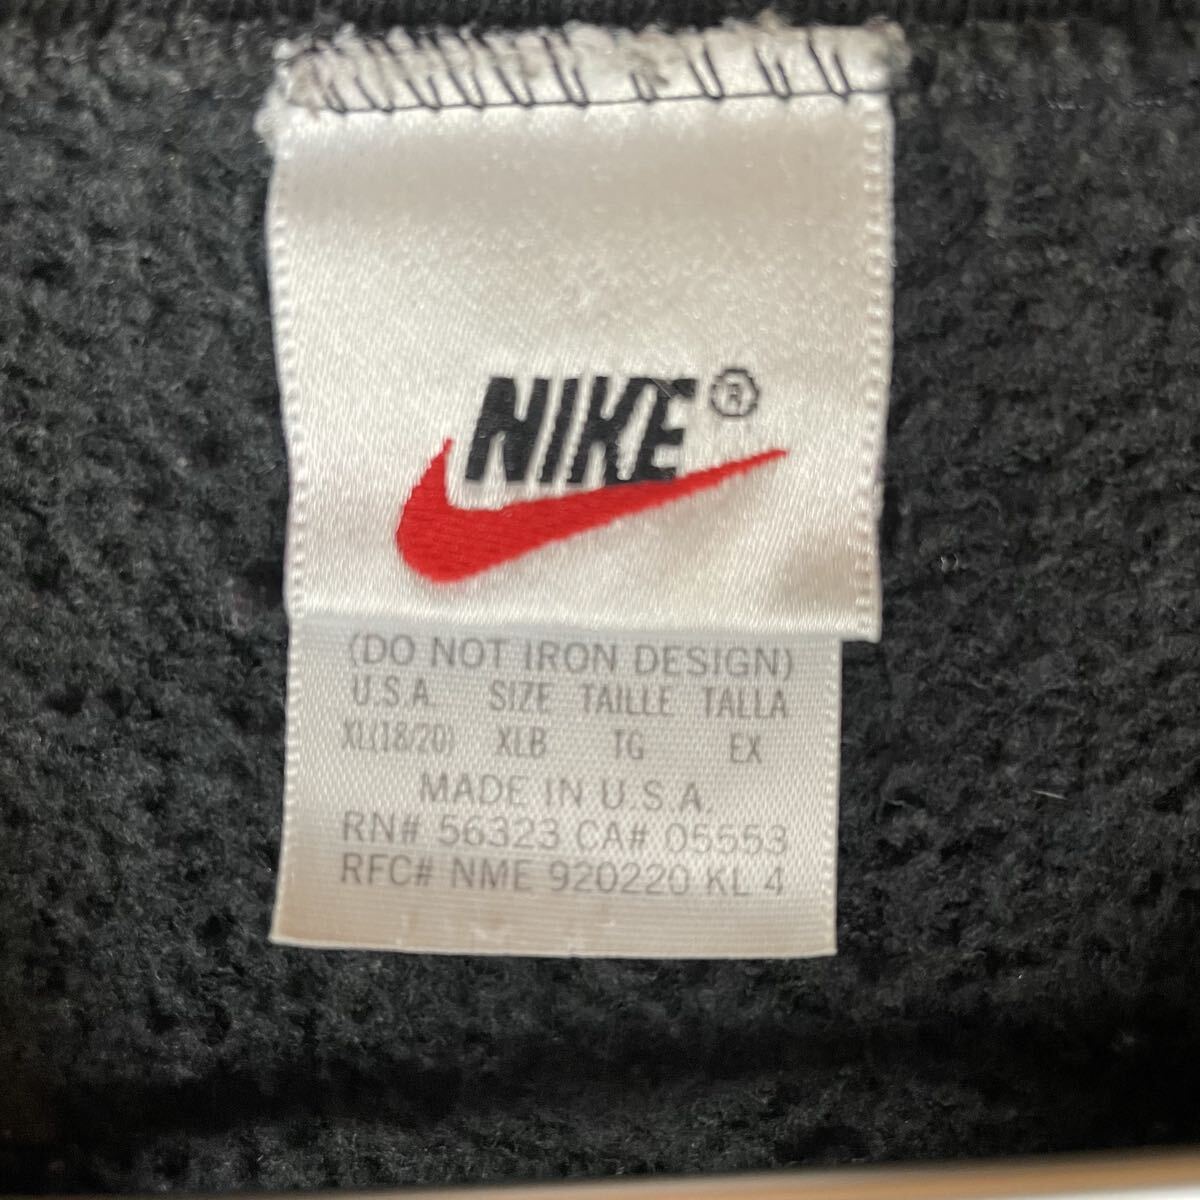 NIKE®
(DO NOT IRON DESIGN)
U.S.A. SIZE TAILLE TALLA
XL(18/20) XLB TG EX
MADE IN U.S.A.
RN# 56323 CA# 05553
RFC# NME 920220 KL 4